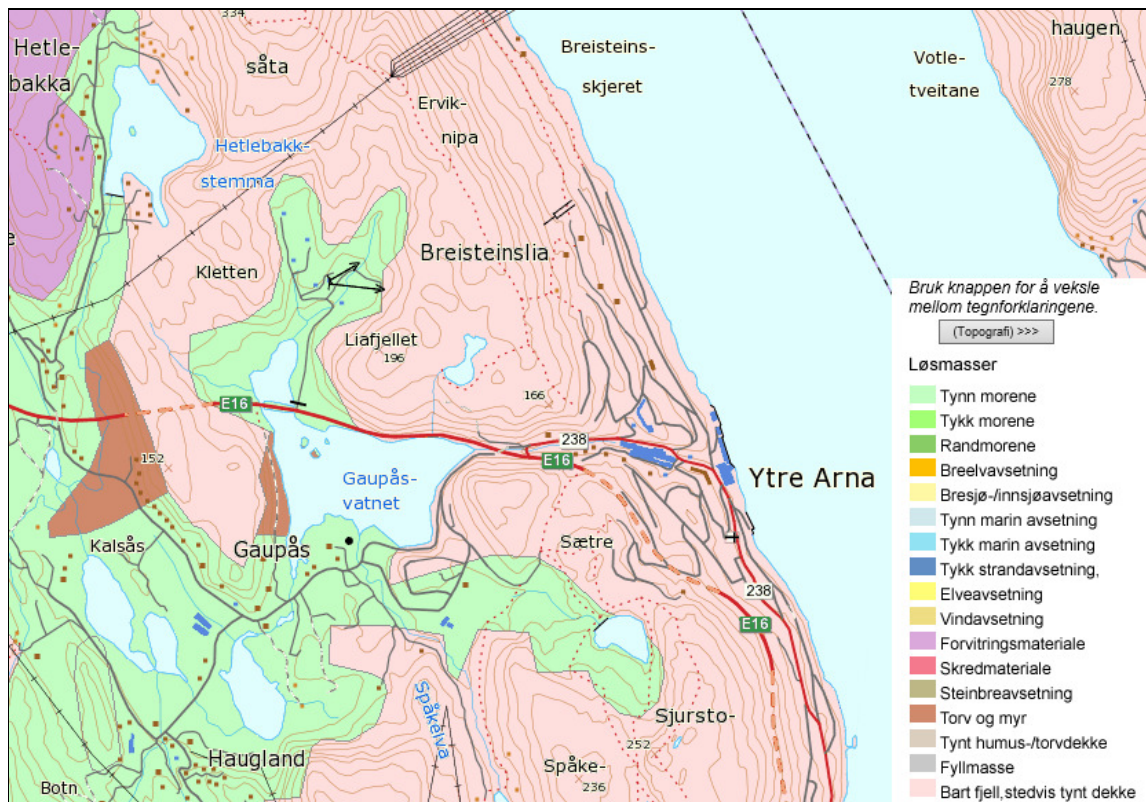 334
Hetle-
bakka
såta
Breisteins-
skjeret
haugen
Votle-
tveitane
278
Ervik-
nipa
Hetlebakk-
stemma
Breisteinslia
Kletten
Liafjellet
196
166
E16
238
E16
152
Gaupås-
vatnet
Ytre Arna
Kalsås
Gaupås
Sætre
238
E16
Spåkelva
Sjursto-
252
Haugland
Spåke-
236
Botn
e
Bruk knappen for å veksle
mellom tegnforklaringene.
(Topografi) >>>
Løsmasser
Tynn morene
Tykk morene
Randmorene
Breelvavsetning
Bresjø-/innsjøavsetning
Tynn marin avsetning
Tykk marin avsetning
Tykk strandavsetning,
Elveavsetning
Vindavsetning
Forvitringsmateriale
Skredmateriale
Steinbreavsetning
Torv og myr
Tynt humus-/torvdekke
Fyllmasse
Bart fjell,stedvis tynt dekke